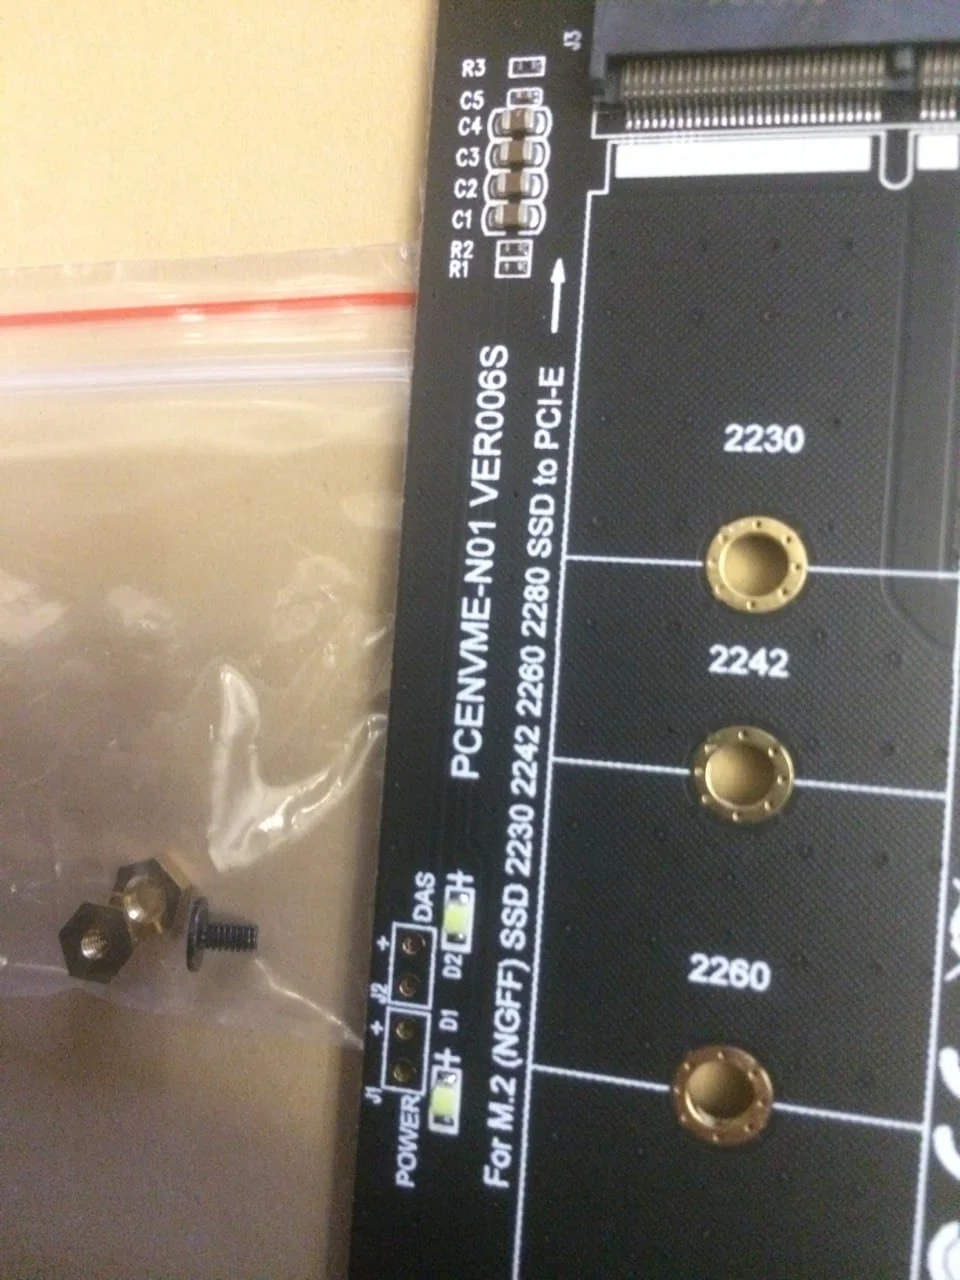 J3
R3
C5
C4
C3
C2
C1
R2
R1
PCENVME-N01 VER006S
For M.2 (NGFF) SSD 2230 2242 2260 2280 SSD to PCI-E
2230
2242
2260
DAS
+
+
J2
D2
+
D1
+
J1
POWER